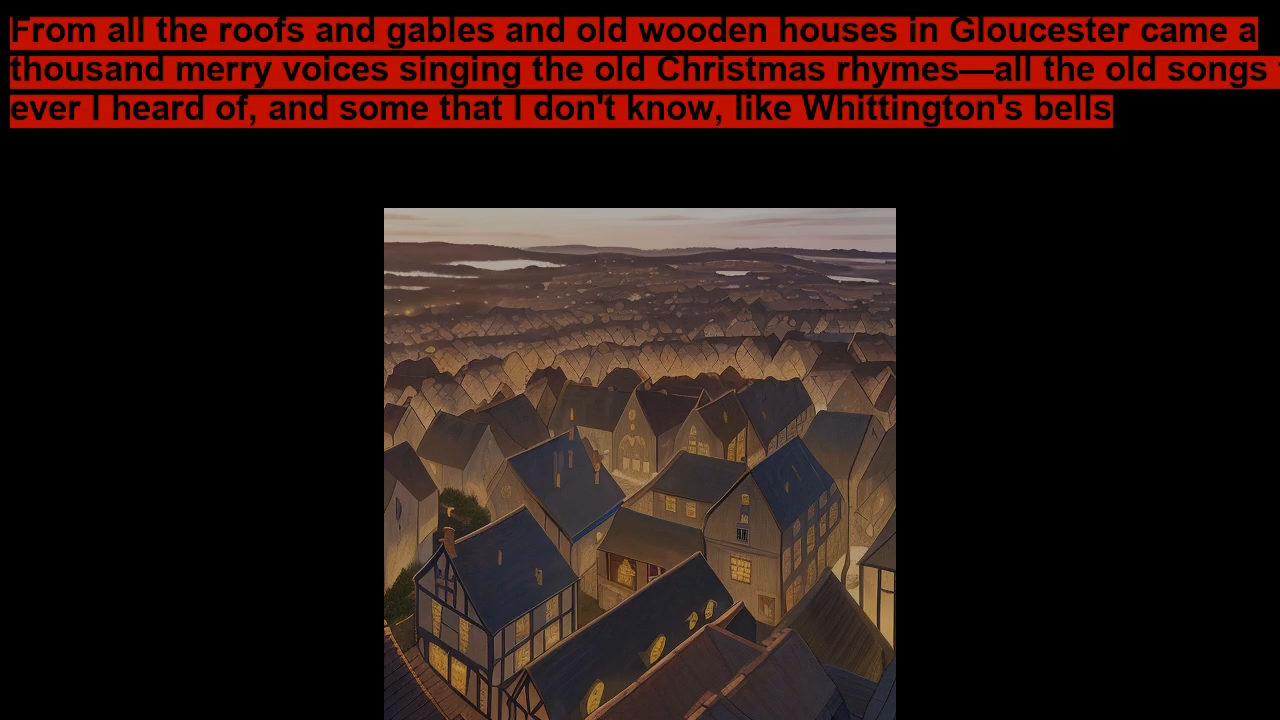 From all the roofs and gables and old wooden houses in Gloucester came a
thousand merry voices singing the old Christmas rhymes—all the old songs
ever I heard of, and some that I don't know, like Whittington's bells